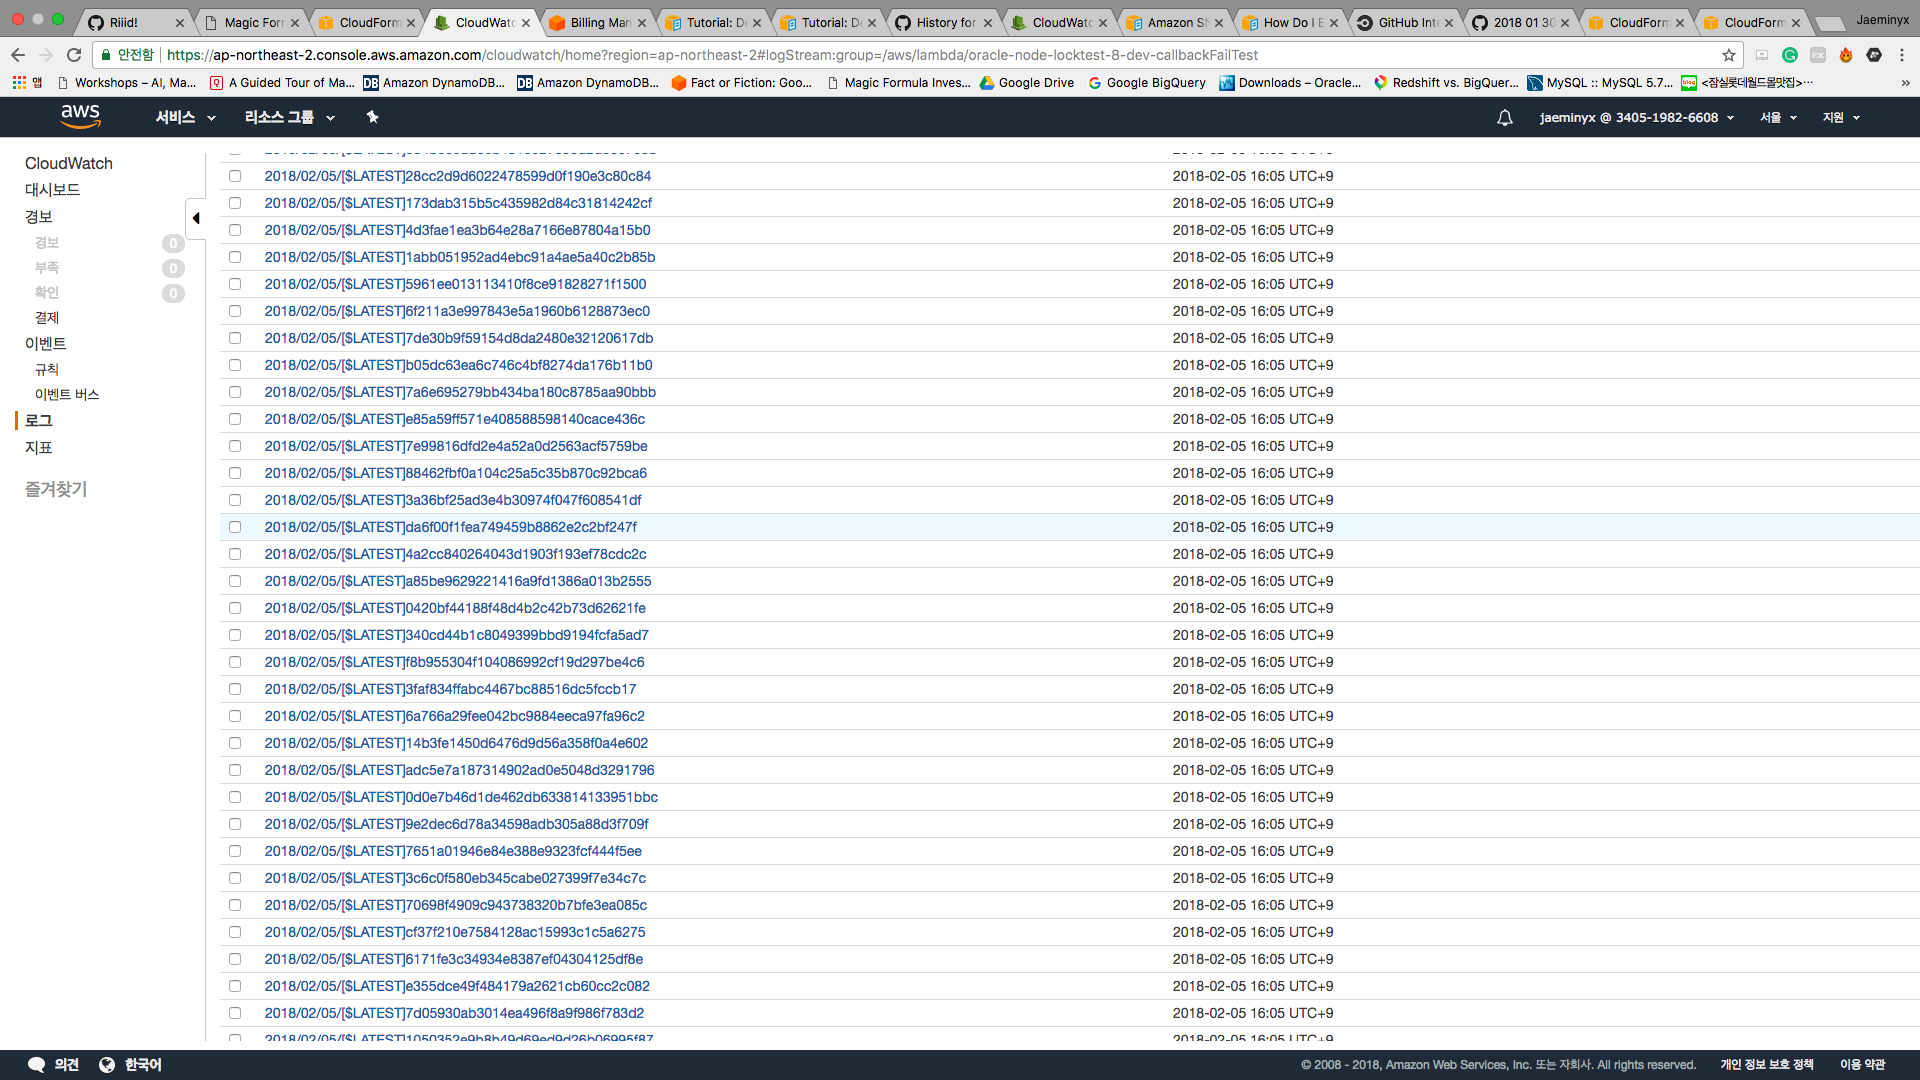 Riiid!
Magic For
CloudForm
CloudWatc
Billing Man
Tutorial: De
Tutorial: De
History for
CloudWatc
Amazon SN
How Do I E
GitHub Inte
2018 01 30
CloudForm
CloudForm
Jaeminyx
안전함
https://ap-northeast-2.console.aws.amazon.com/cloudwatch/home?region=ap-northeast-2#logStream:group=/aws/lambda/oracle-node-locktest-8-dev-callbackFailTest
앱
Workshops – AI, Ma...
A Guided Tour of Ma...
DB Amazon DynamoDB...
DB Amazon DynamoDB...
Fact or Fiction: Goo...
Magic Formula Inves...
Google Drive
Google BigQuery
Downloads – Oracle...
Redshift vs. BigQuer...
MySQL :: MySQL 5.7...
<잠실롯데월드몰맛집>...
aws
서비스
리소스 그룹
jaeminyx @ 3405-1982-6608
서울
지원
CloudWatch
대시보드
경보
경보 0
부족 0
확인 0
결제
이벤트
규칙
이벤트 버스
로그
지표
즐겨찾기
2018/02/05/[$LATEST]28cc2d9d6022478599d0f190e3c80c84 2018-02-05 16:05 UTC+9
2018/02/05/[$LATEST]173dab315b5c435982d84c31814242cf 2018-02-05 16:05 UTC+9
2018/02/05/[$LATEST]4d3fae1ea3b64e28a7166e87804a15b0 2018-02-05 16:05 UTC+9
2018/02/05/[$LATEST]1abb051952ad4ebc91a4ae5a40c2b85b 2018-02-05 16:05 UTC+9
2018/02/05/[$LATEST]5961ee013113410f8ce91828271f1500 2018-02-05 16:05 UTC+9
2018/02/05/[$LATEST]6f211a3e997843e5a1960b6128873ec0 2018-02-05 16:05 UTC+9
2018/02/05/[$LATEST]7de30b9f59154d8da2480e32120617db 2018-02-05 16:05 UTC+9
2018/02/05/[$LATEST]b05dc63ea6c746c4bf8274da176b11b0 2018-02-05 16:05 UTC+9
2018/02/05/[$LATEST]7a6e695279bb434ba180c8785aa90bbb 2018-02-05 16:05 UTC+9
2018/02/05/[$LATEST]e85a59ff571e408588598140cace436c 2018-02-05 16:05 UTC+9
2018/02/05/[$LATEST]7e99816dfd2e4a52a0d2563acf5759be 2018-02-05 16:05 UTC+9
2018/02/05/[$LATEST]88462fbf0a104c25a5c35b870c92bca6 2018-02-05 16:05 UTC+9
2018/02/05/[$LATEST]3a36bf25ad3e4b30974f047f608541df 2018-02-05 16:05 UTC+9
2018/02/05/[$LATEST]da6f00f1fea749459b8862e2c2bf247f 2018-02-05 16:05 UTC+9
2018/02/05/[$LATEST]4a2cc840264043d1903f193ef78cdc2c 2018-02-05 16:05 UTC+9
2018/02/05/[$LATEST]a85be9629221416a9fd1386a013b2555 2018-02-05 16:05 UTC+9
2018/02/05/[$LATEST]0420bf44188f48d4b2c42b73d62621fe 2018-02-05 16:05 UTC+9
2018/02/05/[$LATEST]340cd44b1c8049399bbd9194fcfa5ad7 2018-02-05 16:05 UTC+9
2018/02/05/[$LATEST]f8b955304f104086992cf19d297be4c6 2018-02-05 16:05 UTC+9
2018/02/05/[$LATEST]3faf834ffabc4467bc88516dc5fccb17 2018-02-05 16:05 UTC+9
2018/02/05/[$LATEST]6a766a29fee042bc9884eeca97fa96c2 2018-02-05 16:05 UTC+9
2018/02/05/[$LATEST]14b3fe1450d6476d9d56a358f0a4e602 2018-02-05 16:05 UTC+9
2018/02/05/[$LATEST]adc5e7a187314902ad0e5048d3291796 2018-02-05 16:05 UTC+9
2018/02/05/[$LATEST]0d0e7b46d1de462db633814133951bbc 2018-02-05 16:05 UTC+9
2018/02/05/[$LATEST]9e2dec6d78a34598adb305a88d3f709f 2018-02-05 16:05 UTC+9
2018/02/05/[$LATEST]7651a01946e84e388e9323fcf444f5ee 2018-02-05 16:05 UTC+9
2018/02/05/[$LATEST]3c6c0f580eb345cabe027399f7e34c7c 2018-02-05 16:05 UTC+9
2018/02/05/[$LATEST]70698f4909c943738320b7bfe3ea085c 2018-02-05 16:05 UTC+9
2018/02/05/[$LATEST]cf37f210e7584128ac15993c1c5a6275 2018-02-05 16:05 UTC+9
2018/02/05/[$LATEST]6171fe3c34934e8387ef04304125df8e 2018-02-05 16:05 UTC+9
2018/02/05/[$LATEST]e355dce49f484179a2621cb60cc2c082 2018-02-05 16:05 UTC+9
2018/02/05/[$LATEST]7d05930ab3014ea496f8a9f986f783d2 2018-02-05 16:05 UTC+9
의견
한국어
© 2008 - 2018, Amazon Web Services, Inc. 또는 자회사. All rights reserved.
개인 정보 보호 정책
이용 약관